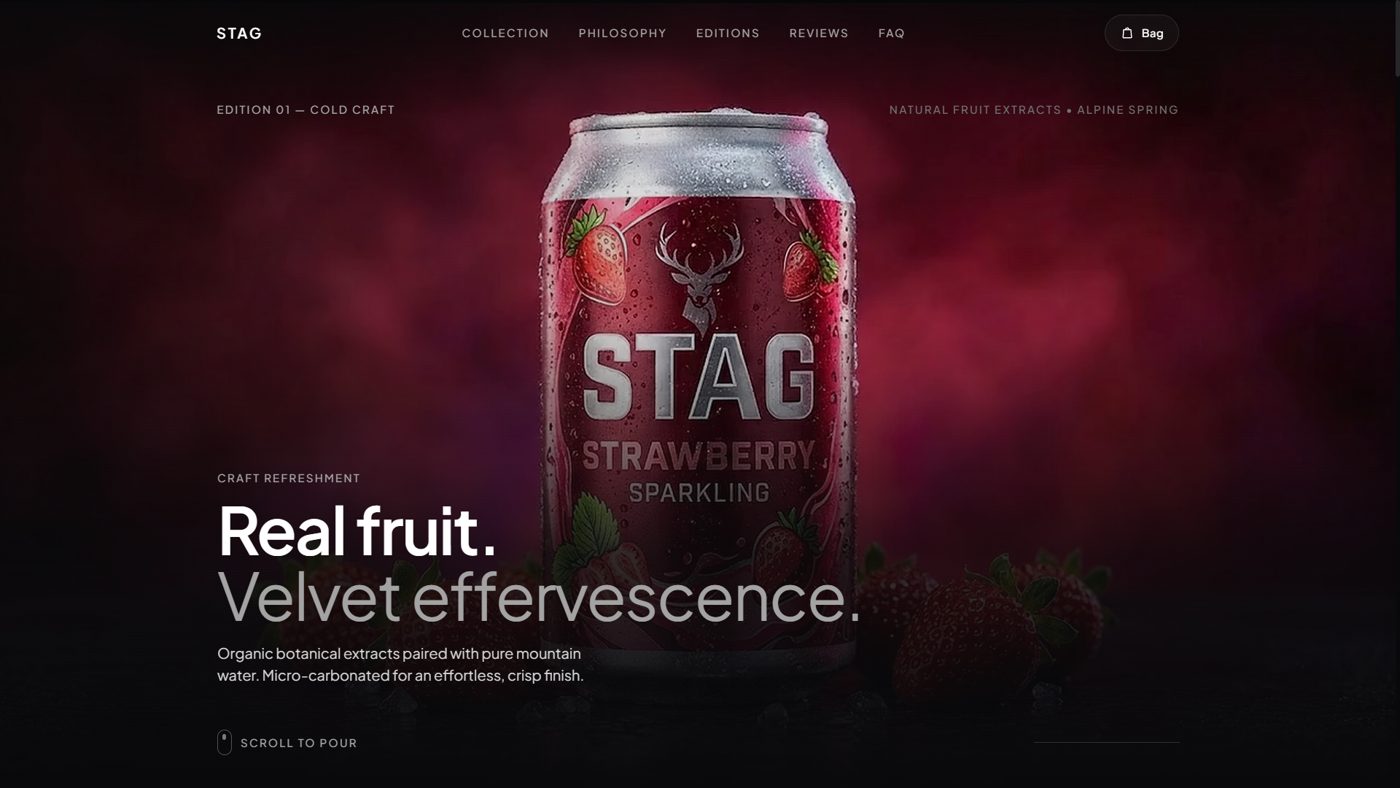 STAG
COLLECTION PHILOSOPHY EDITIONS REVIEWS FAQ
Bag
EDITION 01 — COLD CRAFT
NATURAL FRUIT EXTRACTS • ALPINE SPRING
STAG
STRAWBERRY
SPARKLING
CRAFT REFRESHMENT
Real fruit.
Velvet effervescence.
Organic botanical extracts paired with pure mountain
water. Micro-carbonated for an effortless, crisp finish.
SCROLL TO POUR